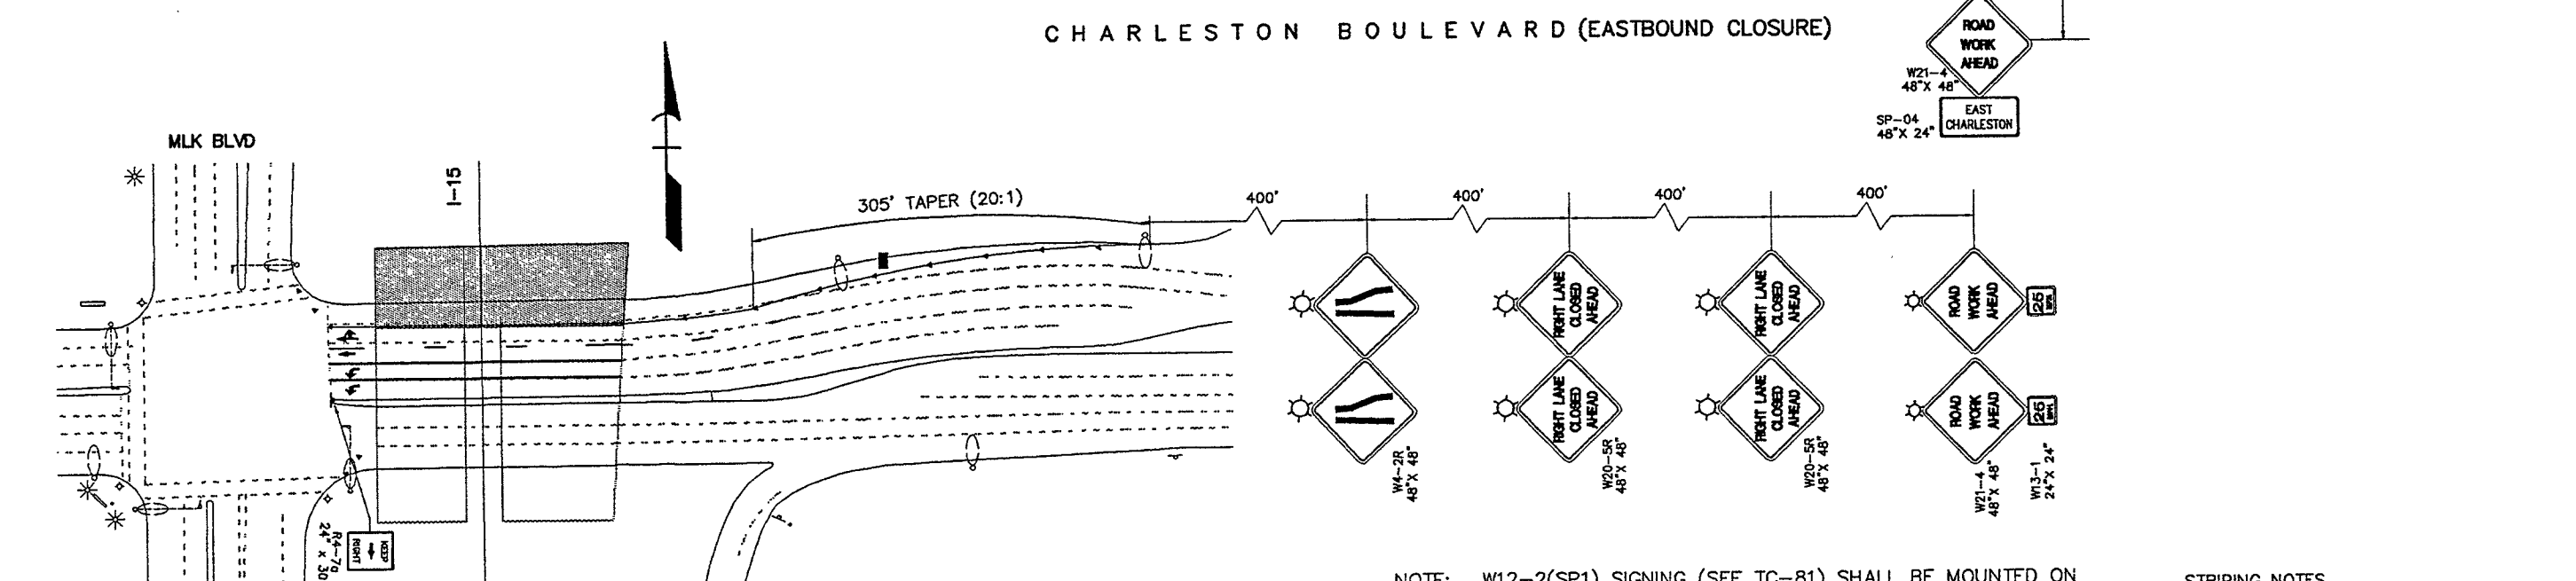 CHARLESTON BOULEVARD (EASTBOUND CLOSURE)
ROAD
WORK
AHEAD
W21-4
48"X 48"
EAST
CHARLESTON
SP-04
48"X 24"
MLK BLVD
I-15
305' TAPER (20:1)
400'
400'
400'
400'
RIGHT LANE
CLOSED
AHEAD
RIGHT LANE
CLOSED
AHEAD
ROAD
WORK
AHEAD
25
RIGHT LANE
CLOSED
AHEAD
RIGHT LANE
CLOSED
AHEAD
ROAD
WORK
AHEAD
25
W4-2R
48"X 48"
W20-5R
48"X 48"
W20-5R
48"X 48"
W21-4
48"X 48"
W13-1
24"X 24"
R4-7a
24" X 30
KEEP
RIGHT
NOTE: W12-2(SP1) SIGNING (SEE TC-81) SHALL BE MOUNTED ON
STRIPING NOTES